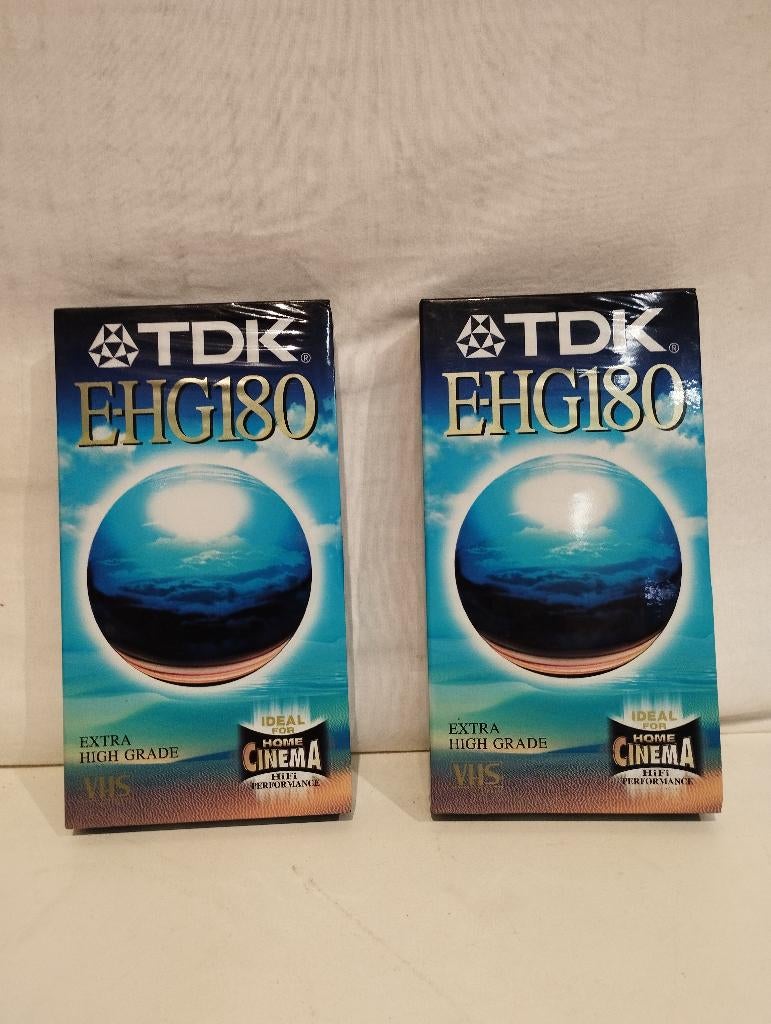 TDK®
E-HG180
EXTRA
HIGH GRADE
VHS
IDEAL
FOR
HOME
CINEMA
HiFi
PERFORMANCE
TDK®
E-HG180
EXTRA
HIGH GRADE
VHS
IDEAL
FOR
HOME
CINEMA
HiFi
PERFORMANCE